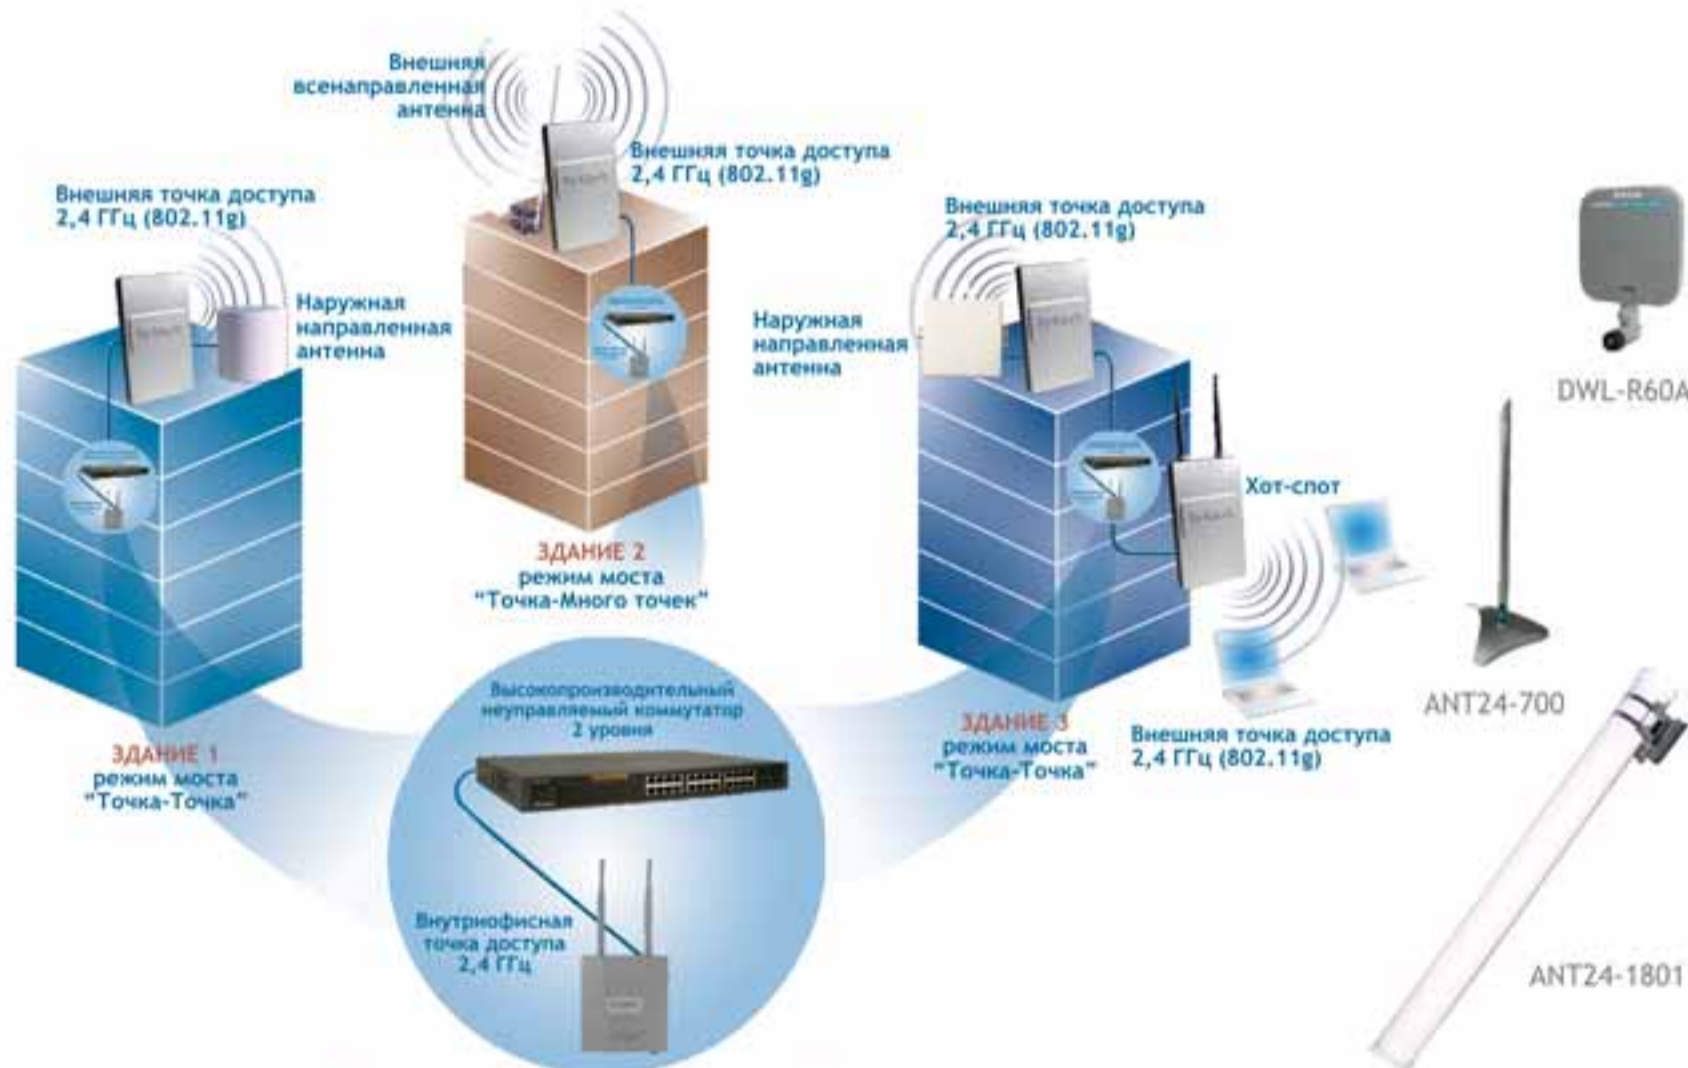 Внешняя
всенаправленная
антенна
Внешняя точка доступа
2,4 ГГц (802.11g)
Внешняя точка доступа
2,4 ГГц (802.11g)
Наружная
направленная
антенна
Внешняя точка доступа
2,4 ГГц (802.11g)
Наружная
направленная
антенна
DWL-R60A
Хот-спот
ЗДАНИЕ 2
режим моста
“Точка-Много точек”
ANT24-700
Внешняя точка доступа
2,4 ГГц (802.11g)
ЗДАНИЕ 3
режим моста
“Точка-Точка”
ЗДАНИЕ 1
режим моста
“Точка-Точка”
Высокопроизводительный
неуправляемый коммутатор
2 уровня
Внутриофисная
точка доступа
2,4 ГГц
ANT24-1801